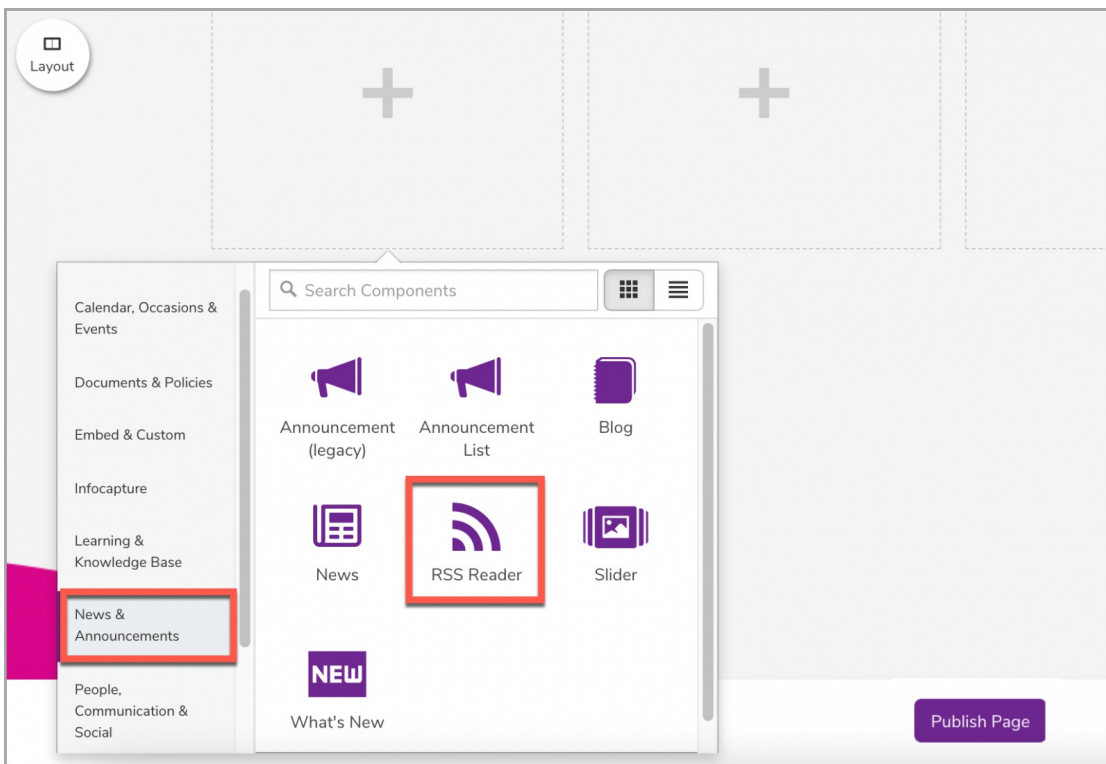 Layout
Search Components
Calendar, Occasions &
Events
Documents & Policies
Embed & Custom
Infocapture
Learning &
Knowledge Base
News &
Announcements
People,
Communication &
Social
Announcement
(legacy)
Announcement
List
Blog
News
RSS Reader
Slider
NEW
What's New
Publish Page